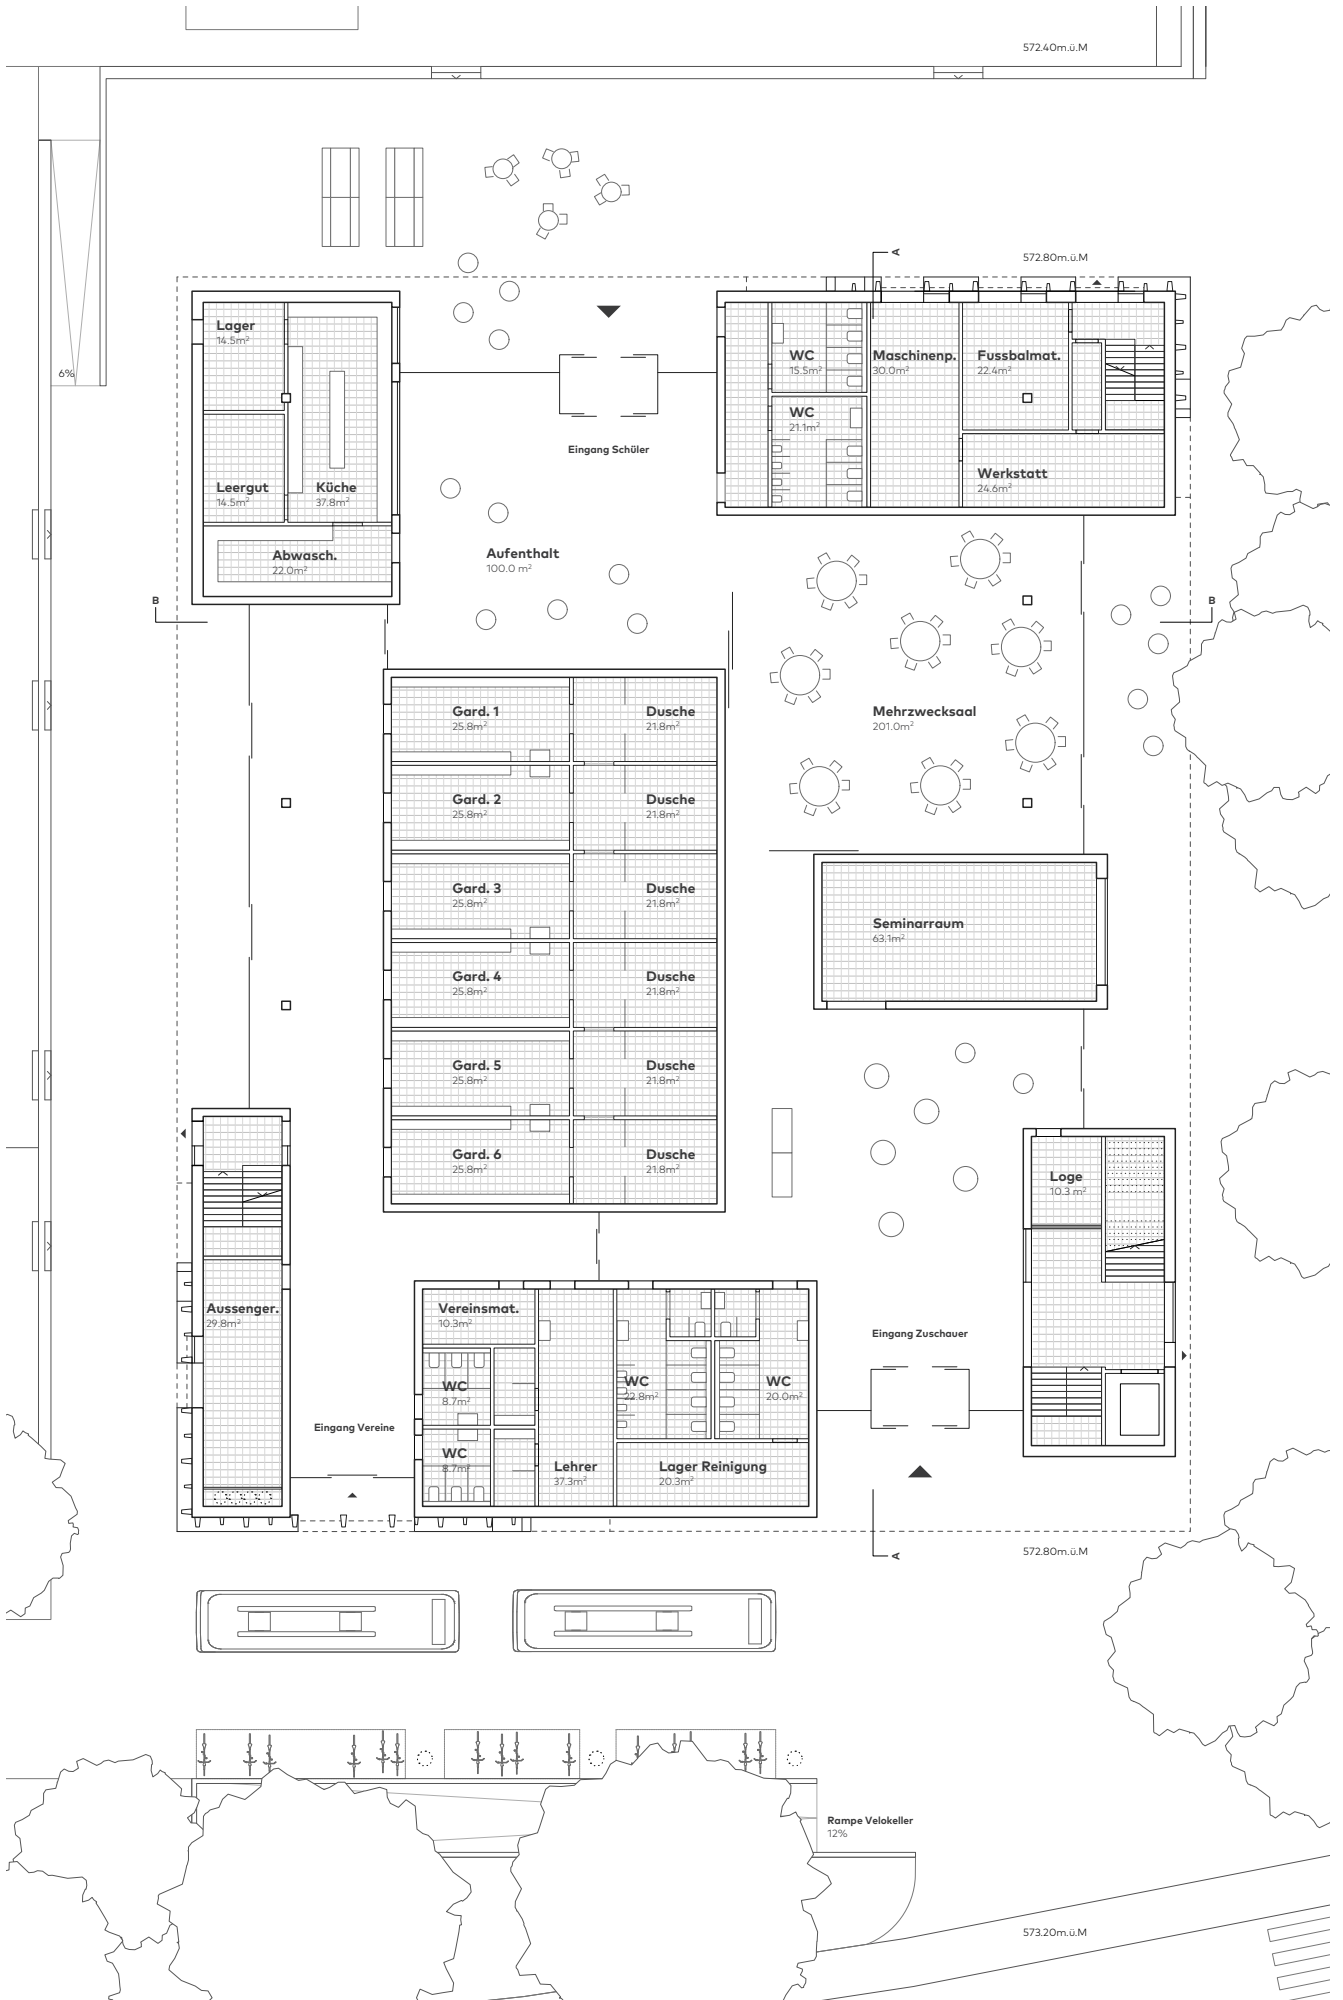 572.40m.ü.M
A
572.80m.ü.M
Lager
14.5m²
6%
WC
15.5m²
Maschinenp.
30.0m²
Fussbalmat.
22.4m²
WC
21.1m²
Eingang Schüler
Werkstatt
24.6m²
Leergut
14.5m²
Küche
37.8m²
Abwasch.
22.0m²
Aufenthalt
100.0 m²
B
B
Gard. 1
25.8m²
Dusche
21.8m²
Mehrzwecksaal
201.0m²
Gard. 2
25.8m²
Dusche
21.8m²
Gard. 3
25.8m²
Dusche
21.8m²
Seminarraum
63.1m²
Gard. 4
25.8m²
Dusche
21.8m²
Gard. 5
25.8m²
Dusche
21.8m²
Gard. 6
25.8m²
Dusche
21.8m²
Loge
10.3 m²
Aussenger.
29.8m²
Vereinsmat.
10.3m²
Eingang Zuschauer
WC
8.7m²
WC
22.8m²
WC
20.0m²
Eingang Vereine
WC
8.7m²
Lehrer
37.3m²
Lager Reinigung
20.3m²
A
572.80m.ü.M
Rampe Velokeller
12%
573.20m.ü.M